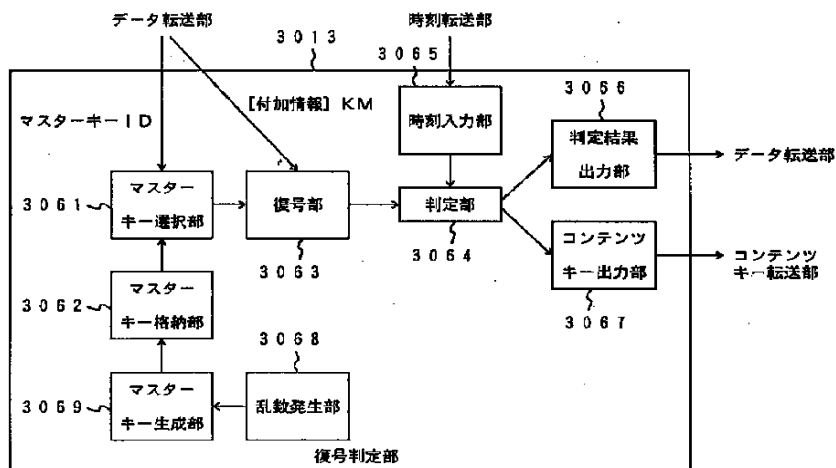 データ転送部
時刻転送部
3013
3065
[付加情報] KM
マスターキーID
時刻入力部
3066
判定結果
出力部
データ転送部
3061
マスター
キー選択部
復号部
3063
判定部
3064
コンテンツ
キー出力部
3067
コンテンツ
キー転送部
3062
マスター
キー格納部
3068
3069
マスター
キー生成部
乱数発生部
復号判定部